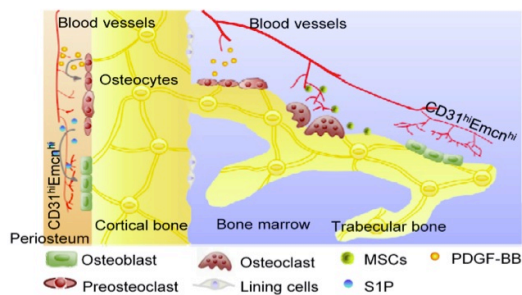 Blood vessels
Blood vessels
Osteocytes
CD31hiEmcnhi
CD31hiEmcnhi
Cortical bone
Bone marrow
Trabecular bone
Periosteum
Osteoblast
Osteoclast
MSCs
PDGF-BB
Preosteoclast
Lining cells
S1P